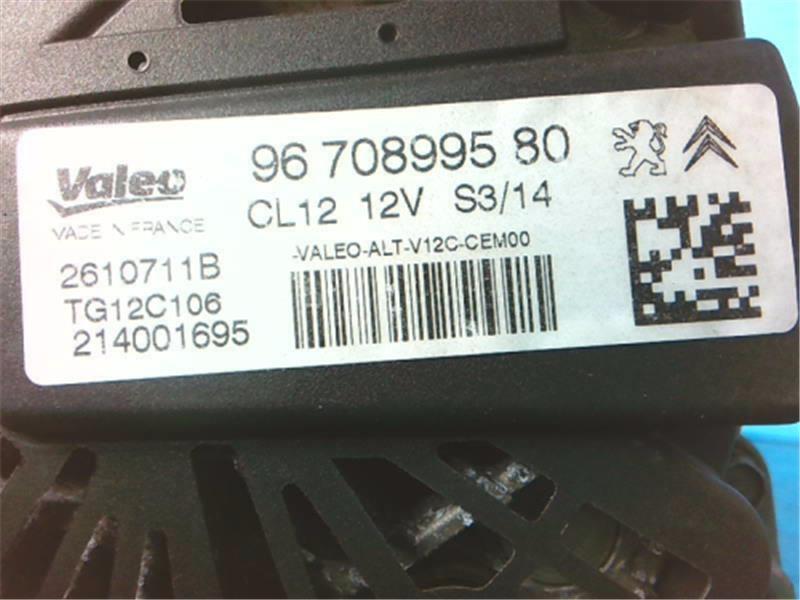 Valeo
MADE IN FRANCE
96 708995 80
CL12 12V S3/14
-VALEO-ALT-V12C-CEM00
2610711B
TG12C106
214001695